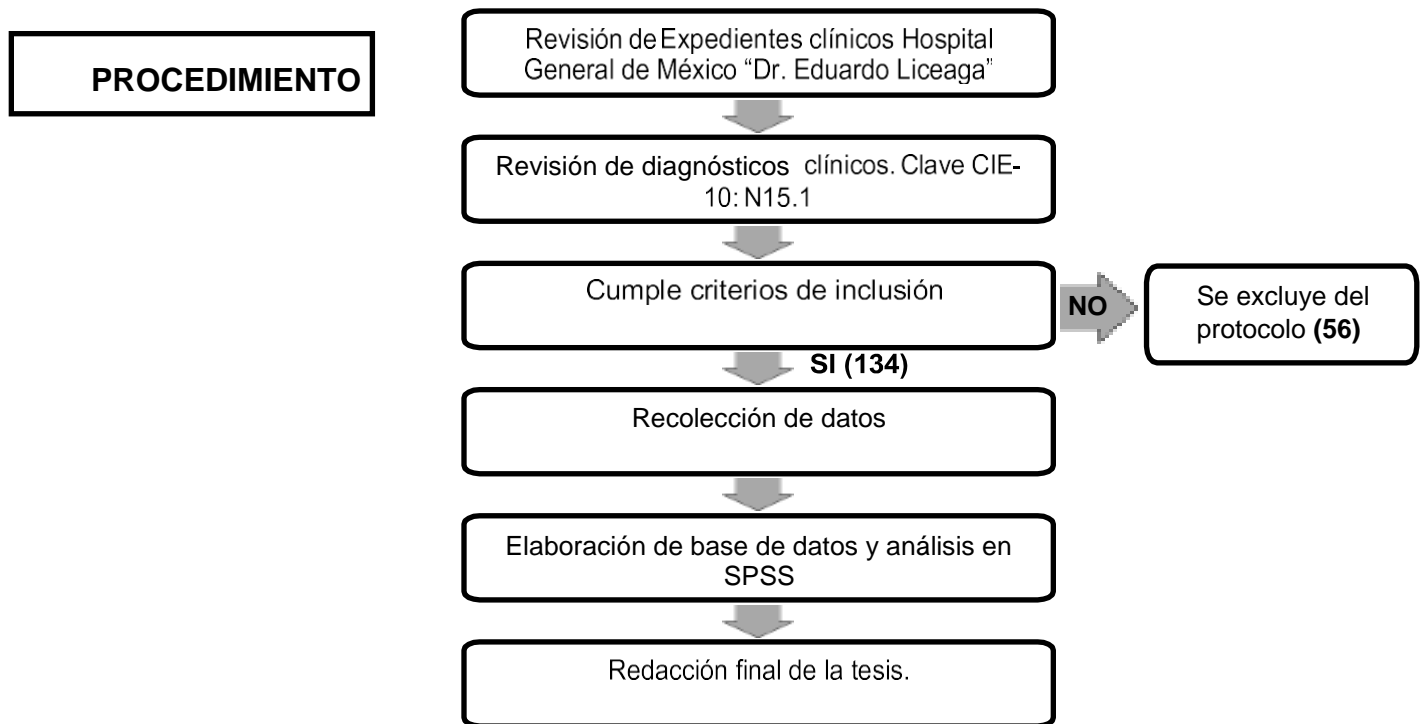 PROCEDIMIENTO
Revisión de Expedientes clínicos Hospital
General de México “Dr. Eduardo Liceaga”
Revisión de diagnósticos clínicos. Clave CIE-
10: N15.1
Cumple criterios de inclusión
NO
Se excluye del
protocolo (56)
SI (134)
Recolección de datos
Elaboración de base de datos y análisis en
SPSS
Redacción final de la tesis.